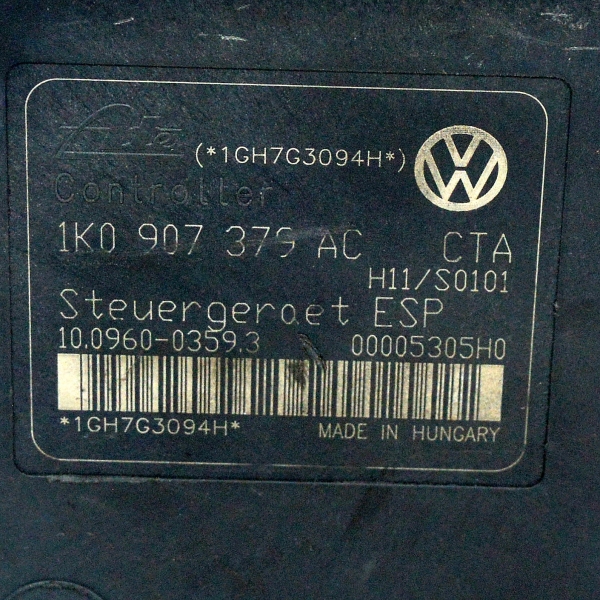 (*1GH7G3094H*)
Controller
1K0 907 379 AC CTA
H11/S0101
Steuergeraet ESP
10.0960-0359.3 00005305H0
*1GH7G3094H* MADE IN HUNGARY